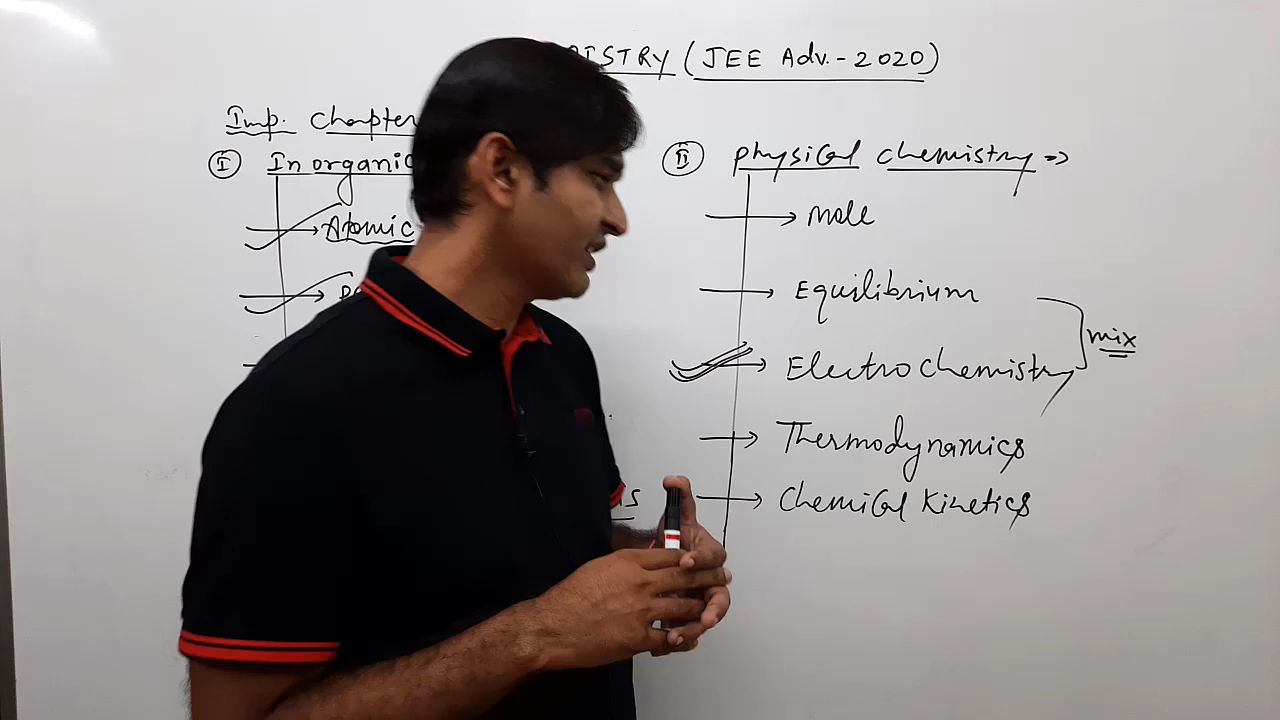 ISTRY (JEE Adv. - 2020)
Imp. Chapter
I Inorganic
Atomic
II physical chemistry ⇒
→ mole
→ Equilibrium
mix
→ Electrochemistry
→ Thermodynamics
→ Chemical Kinetics